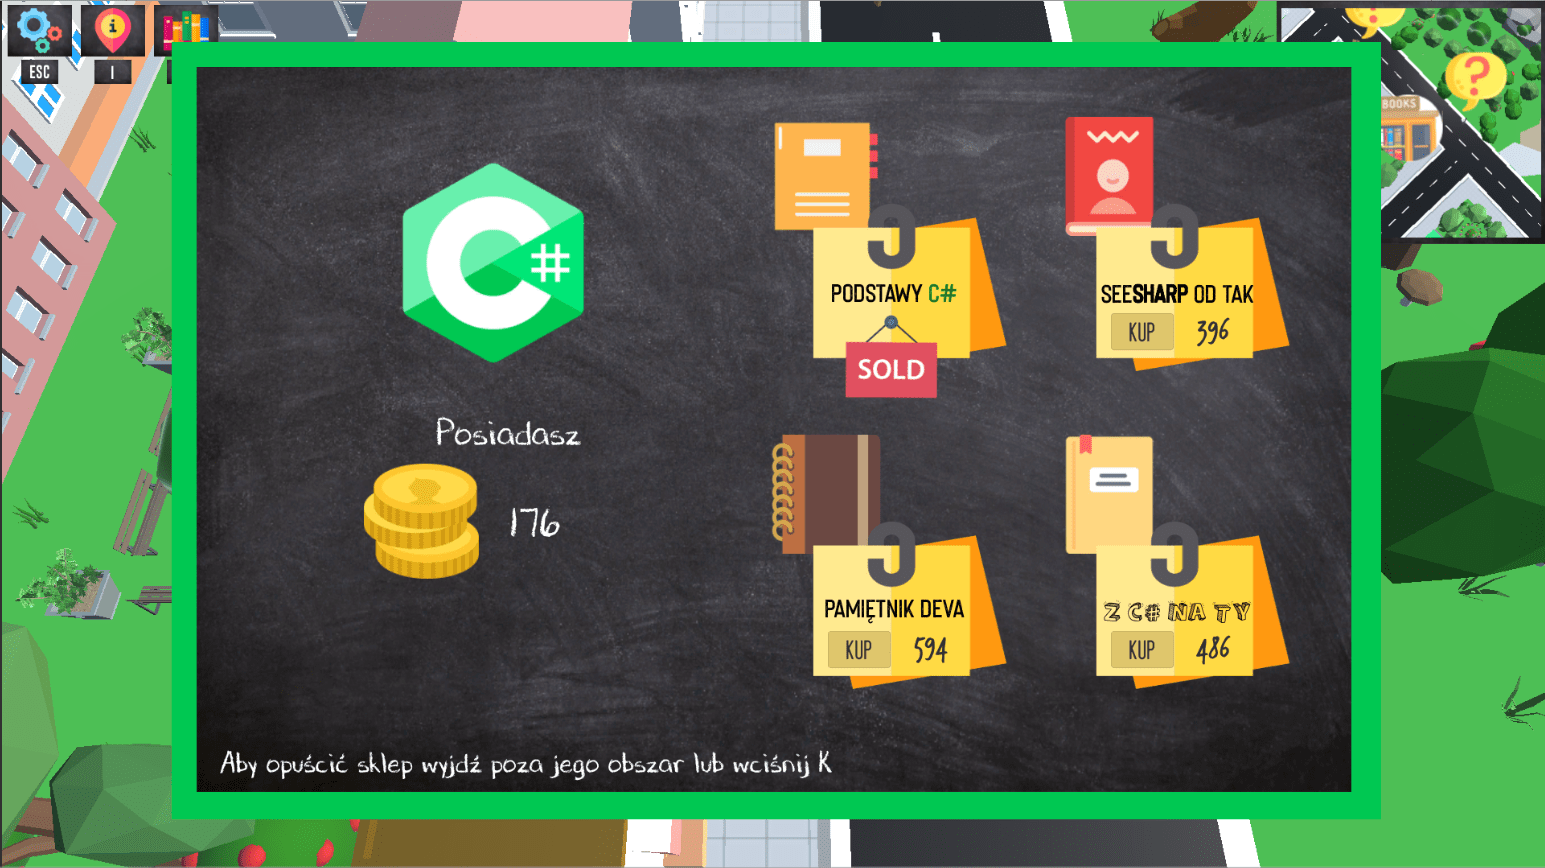 ESC
I
BOOKS
?
C#
PODSTAWY C#
SOLD
SEESHARP OD TAK
KUP 396
Posiadasz
176
PAMIĘTNIK DEVA
KUP 594
Z C# NA TY
KUP 486
Aby opuścić sklep wyjdź poza jego obszar lub wciśnij K